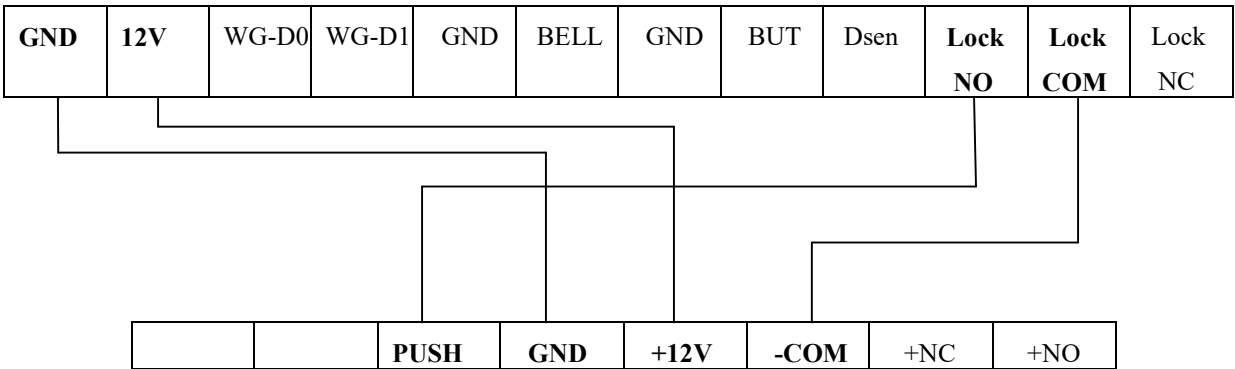 GND 12V WG-D0 WG-D1 GND BELL GND BUT Dsen Lock Lock Lock
NO COM NC
PUSH GND +12V -COM +NC +NO